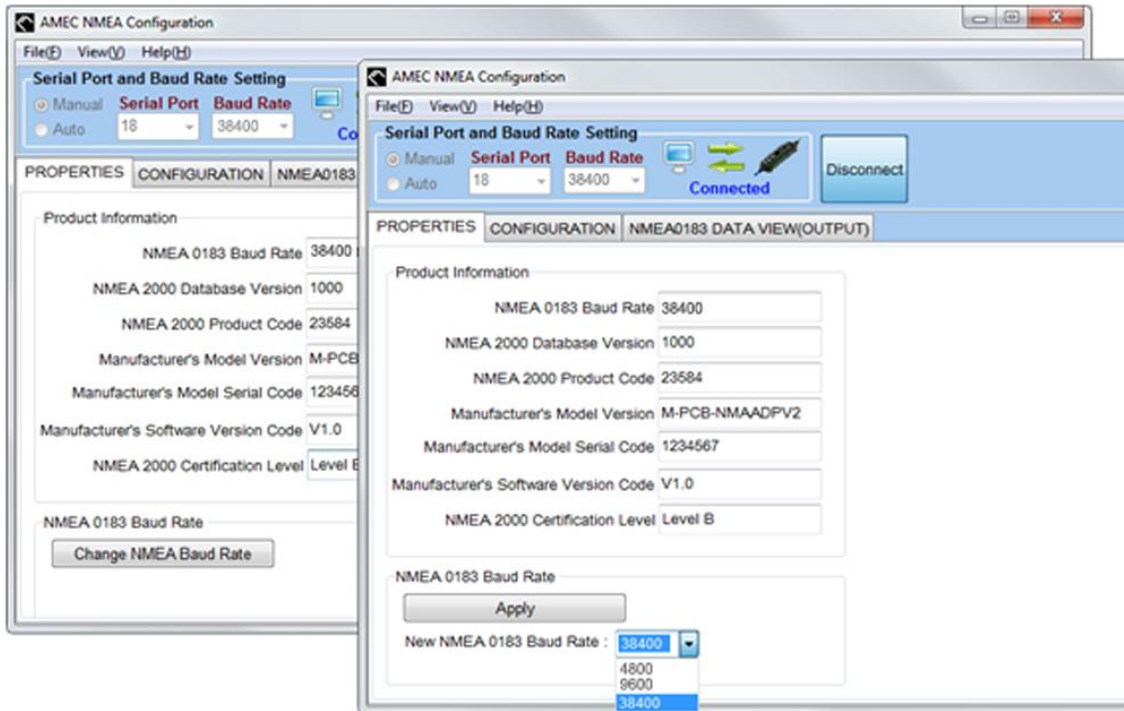 AMEC NMEA Configuration
File(F) View(V) Help(H)
Serial Port and Baud Rate Setting
Manual Serial Port Baud Rate
Auto 18 38400
Co
PROPERTIES CONFIGURATION NMEA0183
Product Information
NMEA 0183 Baud Rate 38400
NMEA 2000 Database Version 1000
NMEA 2000 Product Code 23584
Manufacturer's Model Version M-PCB
Manufacturer's Model Serial Code 123456
Manufacturer's Software Version Code V1.0
NMEA 2000 Certification Level Level
NMEA 0183 Baud Rate
Change NMEA Baud Rate
AMEC NMEA Configuration
File(F) View(V) Help(H)
Serial Port and Baud Rate Setting
Manual Serial Port Baud Rate
Auto 18 38400
Connected
Disconnect
PROPERTIES CONFIGURATION NMEA0183 DATA VIEW(OUTPUT)
Product Information
NMEA 0183 Baud Rate 38400
NMEA 2000 Database Version 1000
NMEA 2000 Product Code 23584
Manufacturer's Model Version M-PCB-NMAADPV2
Manufacturer's Model Serial Code 1234567
Manufacturer's Software Version Code V1.0
NMEA 2000 Certification Level Level B
NMEA 0183 Baud Rate
Apply
New NMEA 0183 Baud Rate : 38400
4800
9600
38400